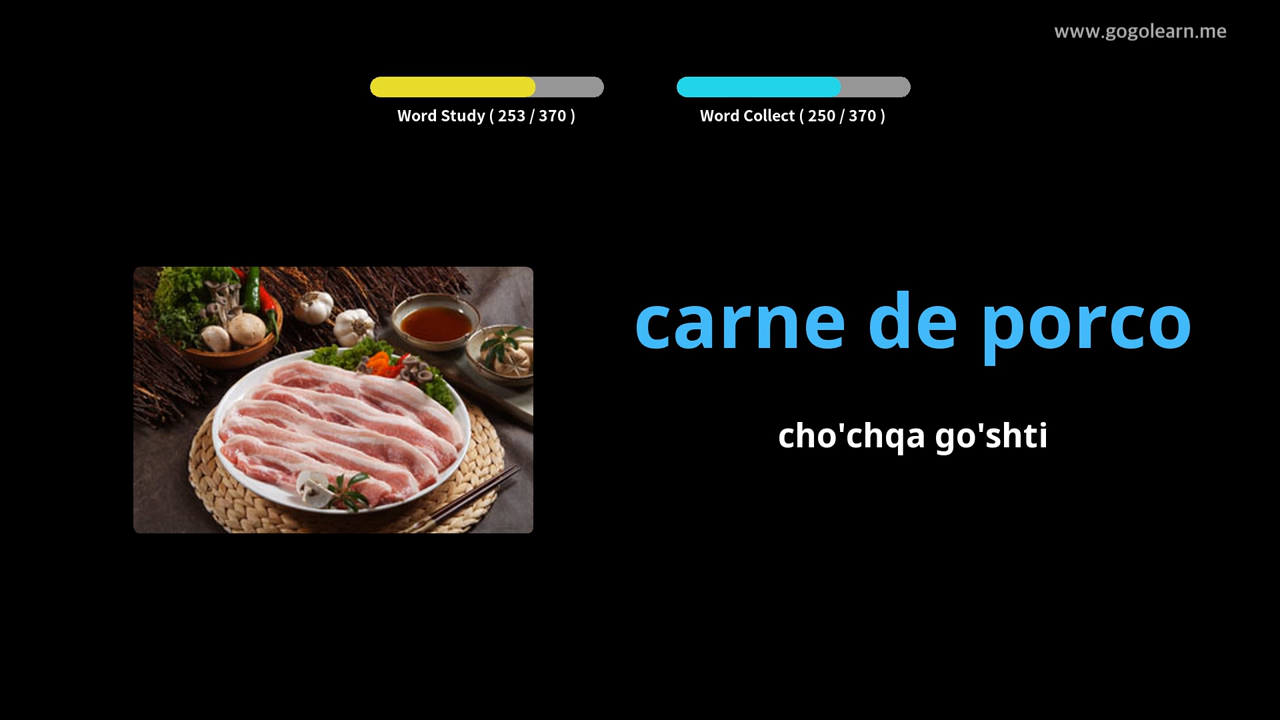 www.gogolearn.me
Word Study ( 253 / 370 )
Word Collect ( 250 / 370 )
carne de porco
cho'chqa go'shti